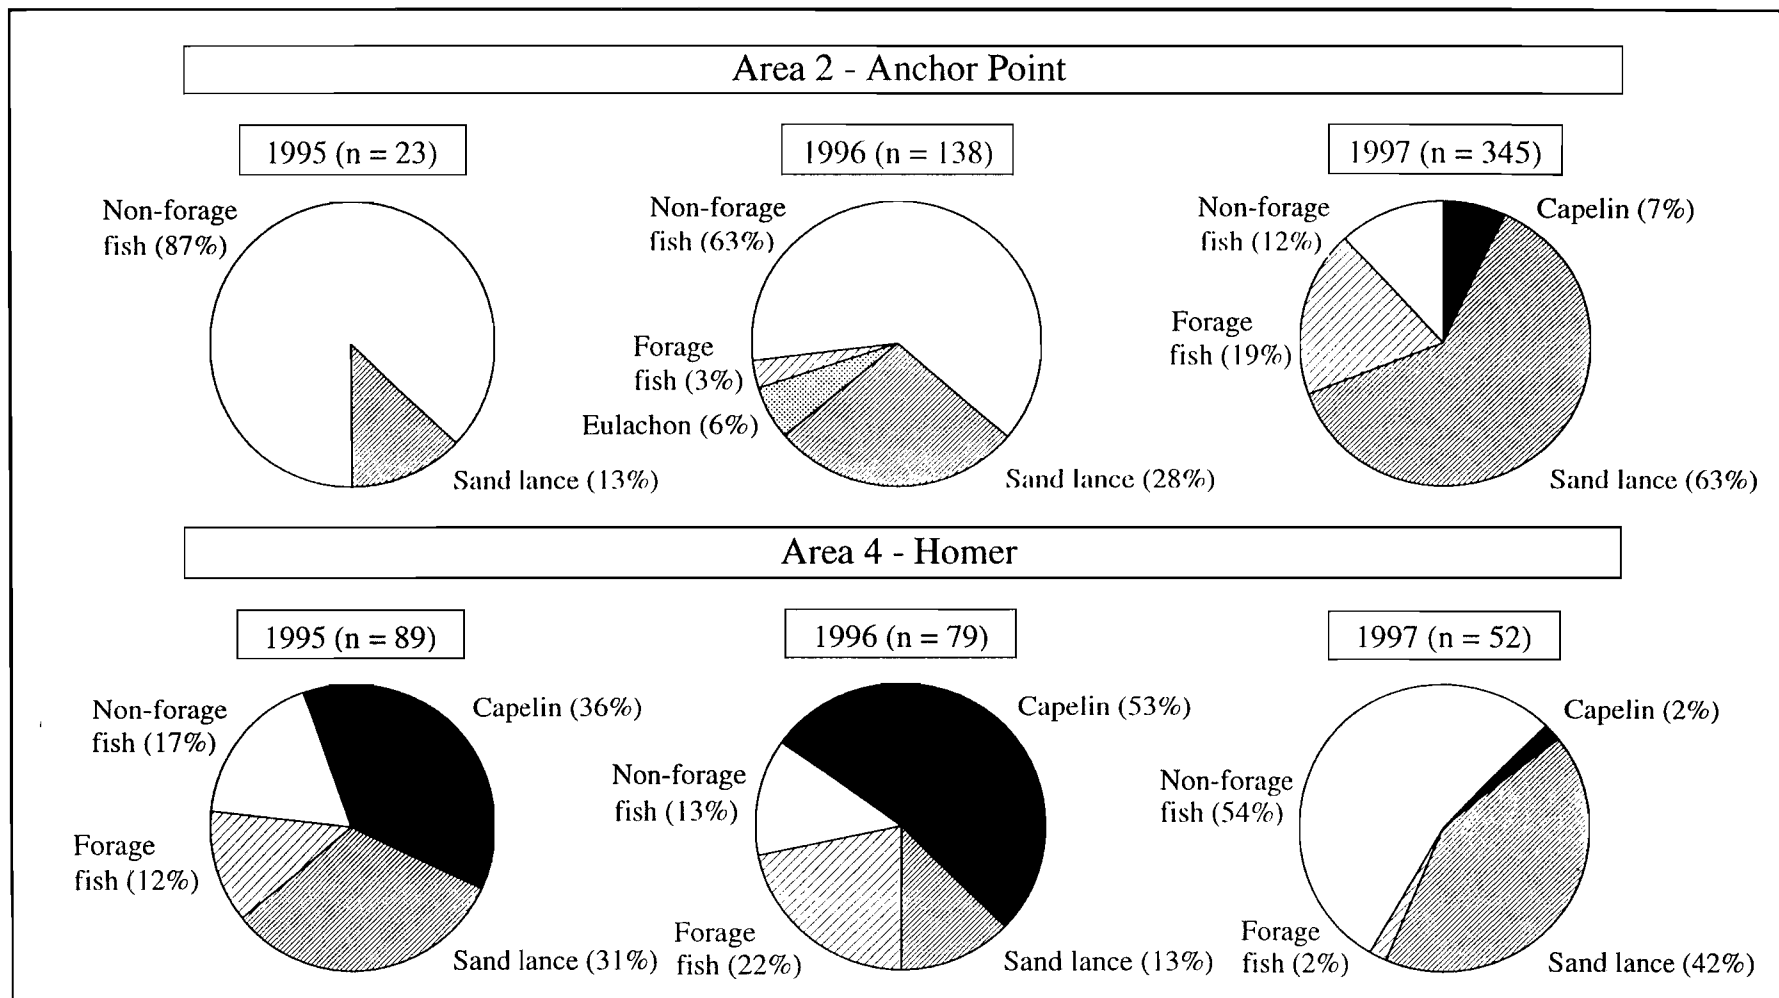 Area 2 - Anchor Point
1995 (n = 23)
1996 (n = 138)
1997 (n = 345)
Non-forage
fish (87%)
Sand lance (13%)
Non-forage
fish (63%)
Forage
fish (3%)
Eulachon (6%)
Sand lance (28%)
Non-forage
fish (12%)
Capelin (7%)
Forage
fish (19%)
Sand lance (63%)
Area 4 - Homer
1995 (n = 89)
1996 (n = 79)
1997 (n = 52)
Non-forage
fish (17%)
Capelin (36%)
Forage
fish (12%)
Sand lance (31%)
Capelin (53%)
Non-forage
fish (13%)
Forage
fish (22%)
Sand lance (13%)
Capelin (2%)
Non-forage
fish (54%)
Forage
fish (2%)
Sand lance (42%)